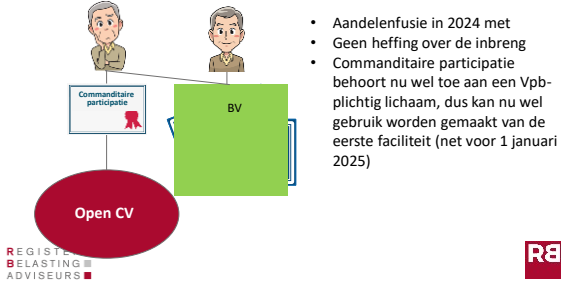 • Aandelenfusie in 2024 met
• Geen heffing over de inbreng
• Commanditaire participatie
behoort nu wel toe aan een Vpb-
plichtig lichaam, dus kan nu wel
gebruik worden gemaakt van de
eerste faciliteit (net voor 1 januari
2025)
Commanditaire
participatie
BV
Open CV
BELASTING
ADVISEURS
RB